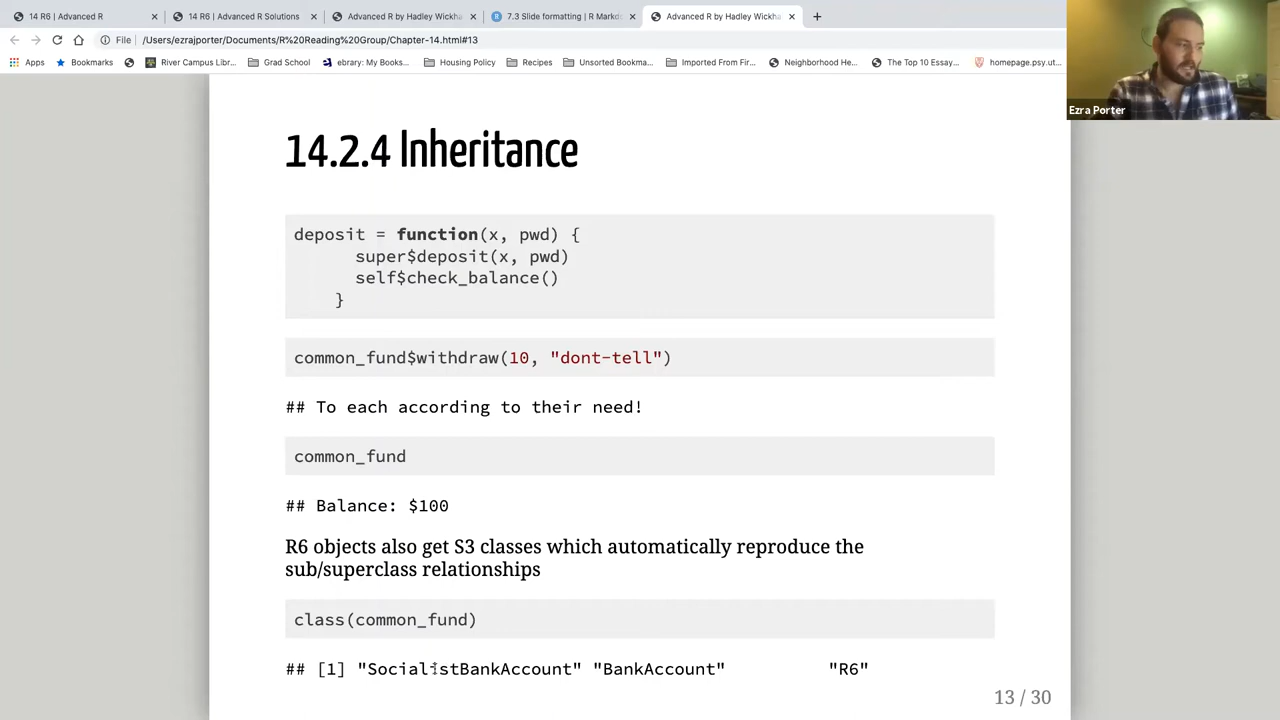 14 R6 | Advanced R
14 R6 | Advanced R Solutions
Advanced R by Hadley Wickha
7.3 Slide formatting | R Markd
Advanced R by Hadley Wickha
File /Users/ezrajporter/Documents/R%20Reading%20Group/Chapter-14.html#13
Apps Bookmarks River Campus Libr... Grad School ebrary: My Books... Housing Policy Recipes Unsorted Bookma... Imported From Fir... Neighborhood He... The Top 10 Essay... homepage.psy.ut...
Ezra Porter
14.2.4 Inheritance
deposit = function(x, pwd) {
super$deposit(x, pwd)
self$check_balance()
}
common_fund$withdraw(10, "dont-tell")
## To each according to their need!
common_fund
## Balance: $100
R6 objects also get S3 classes which automatically reproduce the
sub/superclass relationships
class(common_fund)
## [1] "SocialistBankAccount" "BankAccount" "R6"
13 / 30